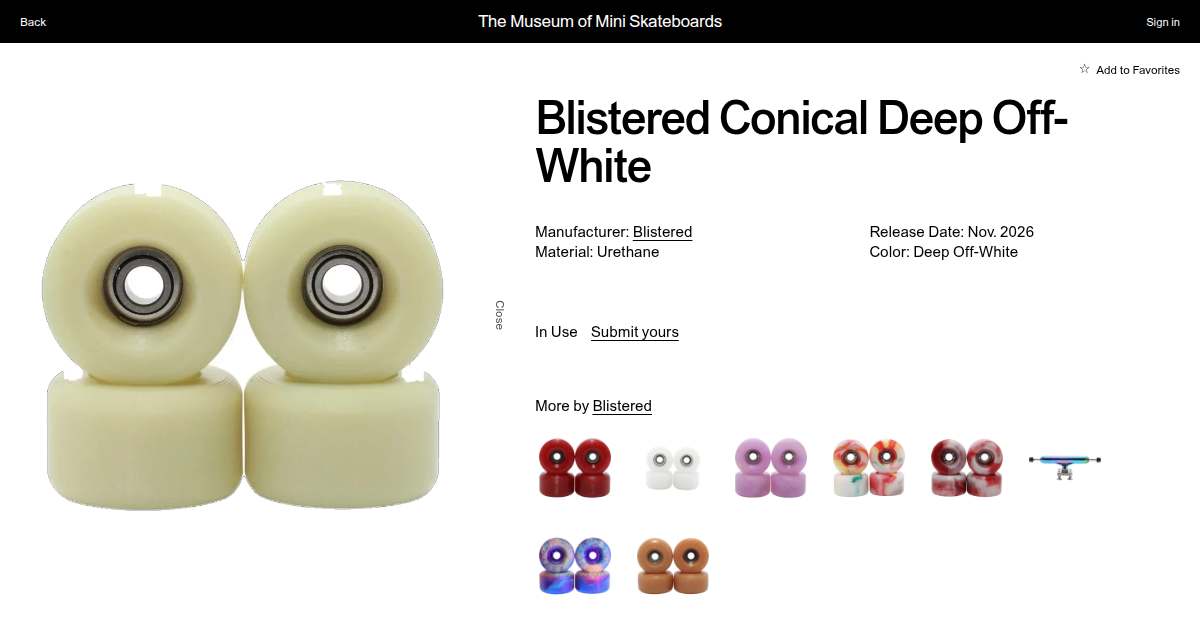 Back
The Museum of Mini Skateboards
Sign in
☆ Add to Favorites
Blistered Conical Deep Off-
White
Manufacturer: Blistered
Material: Urethane
Release Date: Nov. 2026
Color: Deep Off-White
Close
In Use Submit yours
More by Blistered